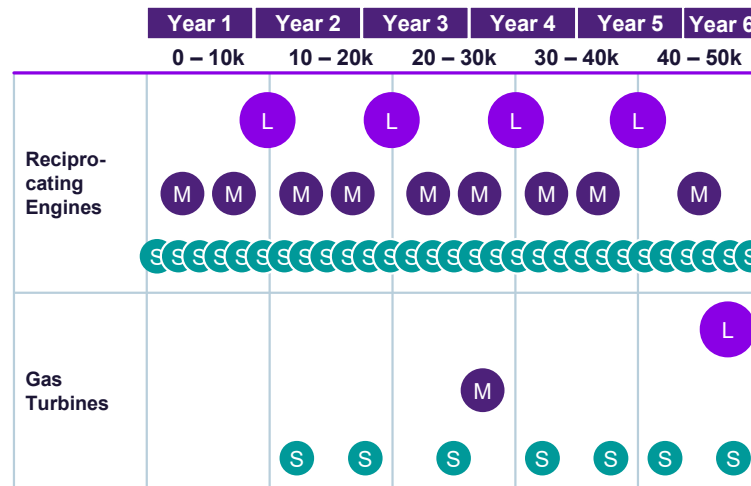 Year 1 Year 2 Year 3 Year 4 Year 5 Year 6
0 – 10k 10 – 20k 20 – 30k 30 – 40k 40 – 50k
L L L L
Recipro-
cating
Engines
M M M M M M M M M
S S S S S S S S S S S S S S S S S S S S S S S S S S S S S
L
Gas
Turbines
M
S S S S S S S